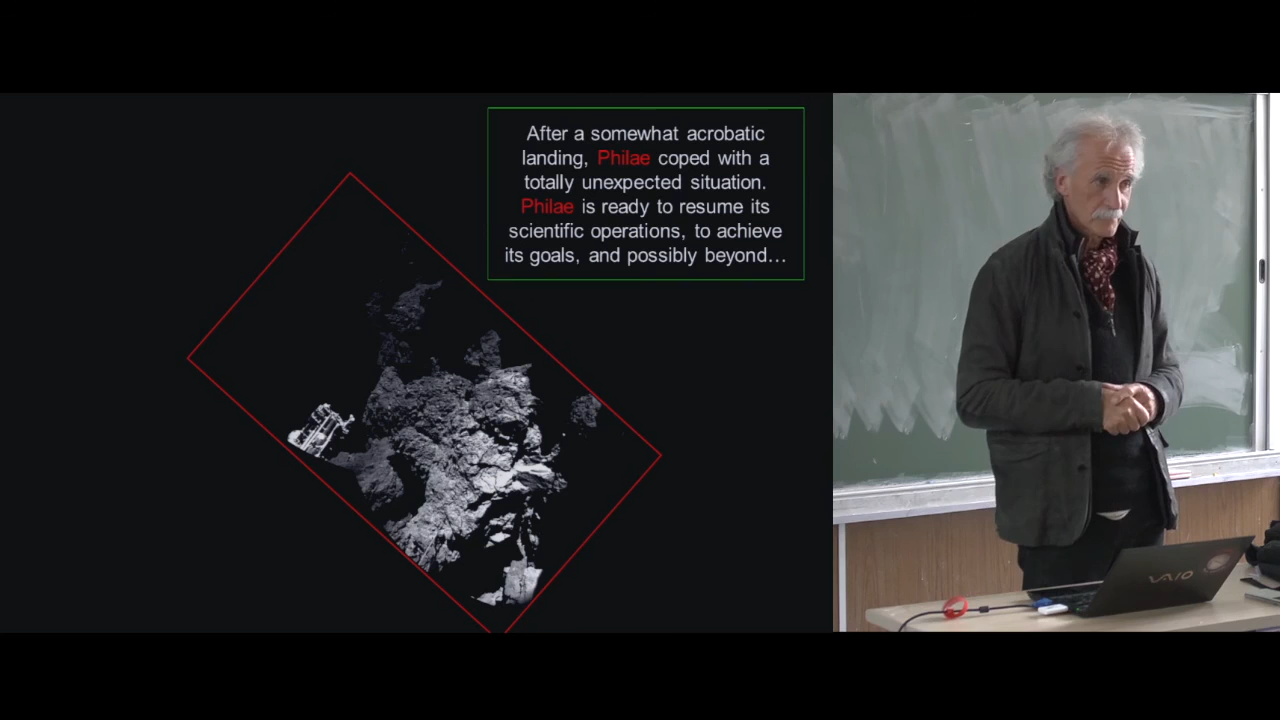 After a somewhat acrobatic
landing, Philae coped with a
totally unexpected situation.
Philae is ready to resume its
scientific operations, to achieve
its goals, and possibly beyond...
VAIO